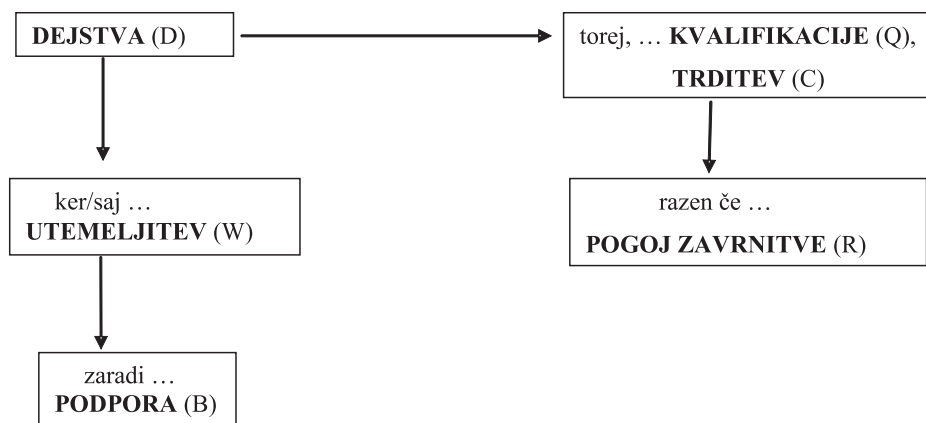 DEJSTVA (D)
torej, … KVALIFIKACIJE (Q),
TRDITEV (C)
ker/saj …
UTEMELJITEV (W)
razen če …
POGOJ ZAVRNITVE (R)
zaradi …
PODPORA (B)